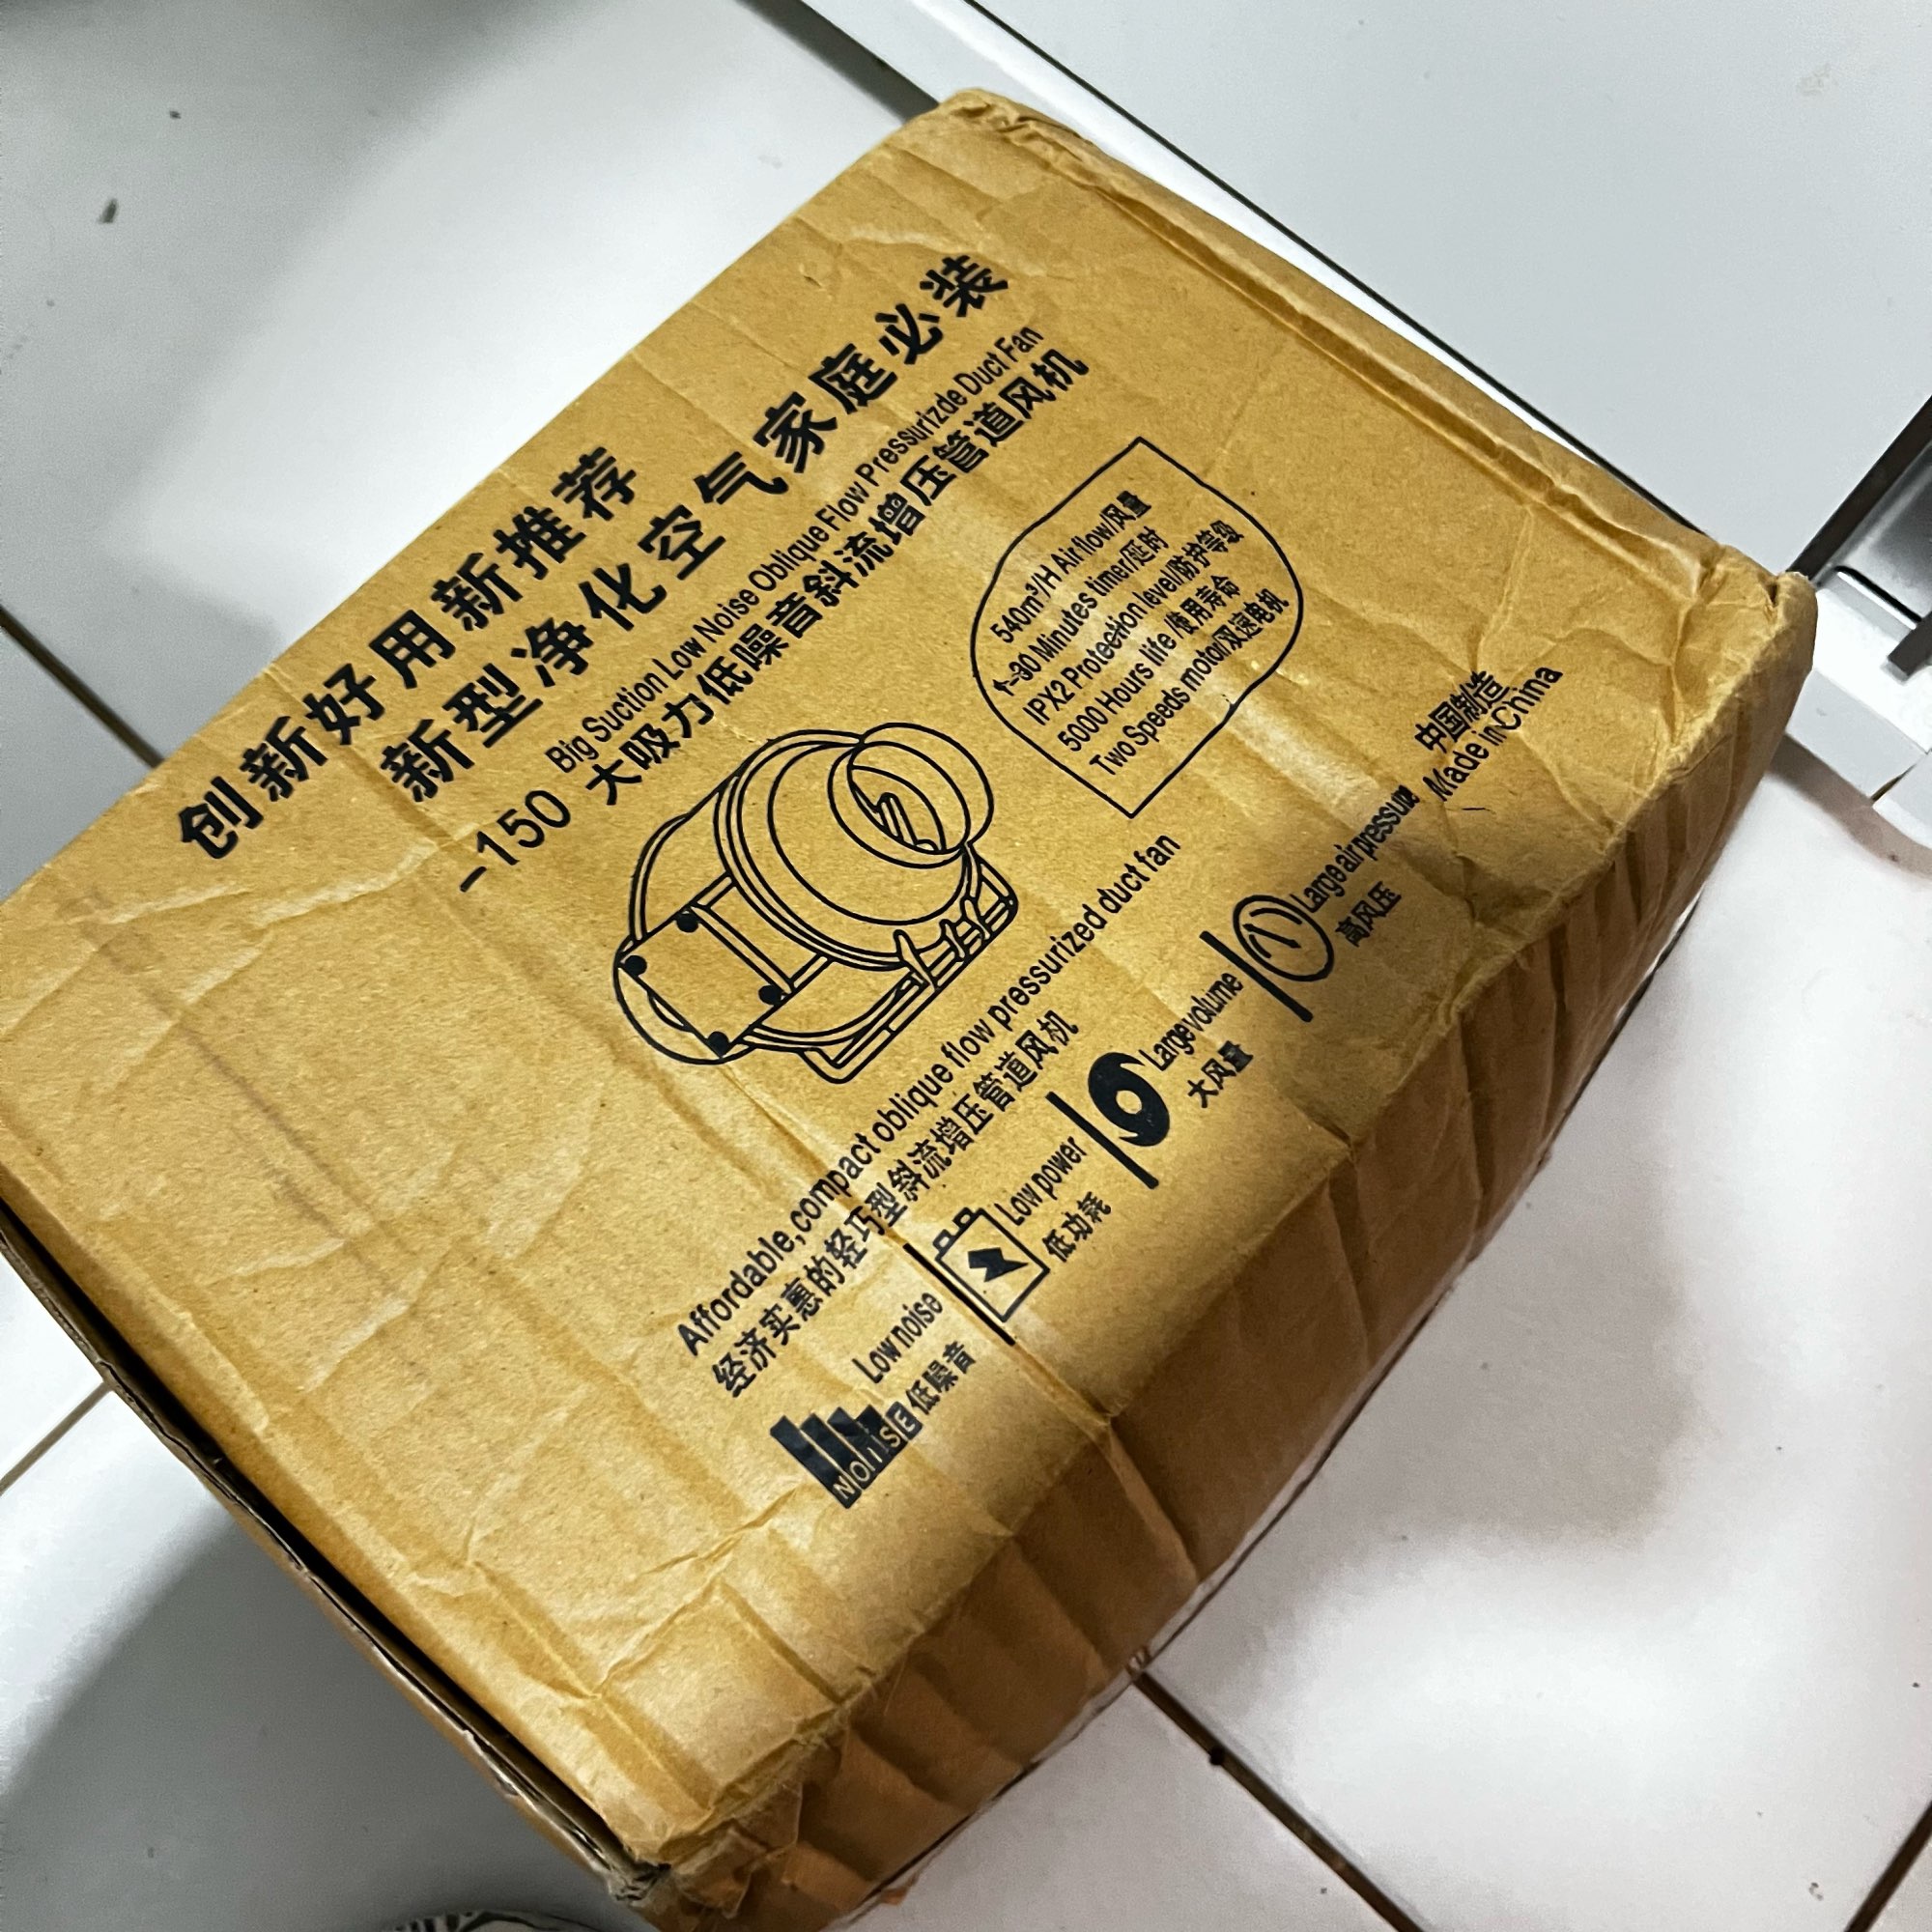 创新好用新推荐
新型净化空气家庭必装
-150
Big Suction Low Noise Oblique Flow Pressurizde Duct Fan
大吸力低噪音斜流增压管道风机
540m³/H Air flow/风量
1-30 Minutes timer/延时
IPX2 Protection level/防护等级
5000 Hours life /使用寿命
Two Speeds motor/风速电机
Affordable,compact oblique flow pressurized duct fan
经济实惠的轻巧型斜流增压管道风机
NOISE
Low noise
低噪音
Low power
低功耗
Large volume
大风量
Large air pressure
高风压
中国制造
Made in China